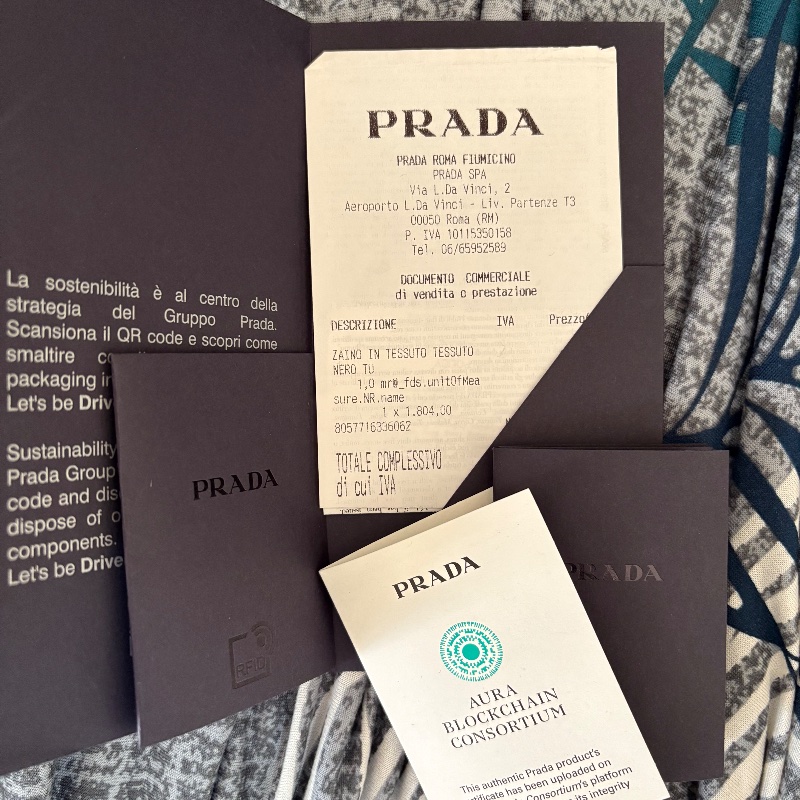 PRADA
PRADA ROMA FIUMICINO
PRADA SPA
Via L.Da Vinci, 2
Aeroporto L.Da Vinci - Liv. Partenze T3
00050 Roma (RM)
P. IVA 10115350158
Tel. 06/65952589
DOCUMENTO COMMERCIALE
di vendita o prestazione
DESCRIZIONE IVA Prezzo
ZAINO IN TESSUTO TESSUTO
NERO TU
1,0 mr#_fds.unitOfMea
sure.NR.name
1 x 1.804,00
8057716336062
TOTALE COMPLESSIVO
di cui IVA
La sostenibilità è al centro della
strategia del Gruppo Prada.
Scansiona il QR code e scopri come
smaltire
packaging
Let's be Driv
Sustainability
Prada Group
code and dis
dispose of o
components.
Let's be Drive
PRADA
RFID
PRADA
PRADA
AURA
BLOCKCHAIN
CONSORTIUM
This authentic Prada product's
tificate has been uploaded on
Consortium's platform
its integrity